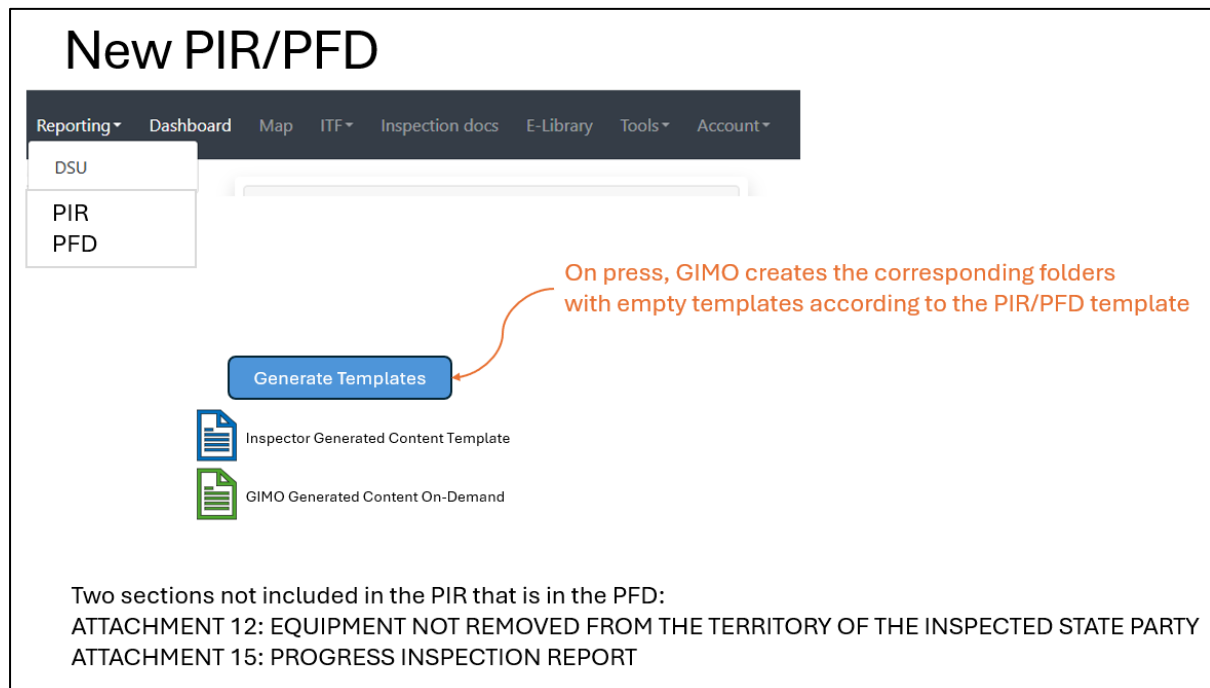 New PIR/PFD
Reporting Dashboard Map ITF Inspection docs E-Library Tools Account
DSU
PIR
PFD
On press, GIMO creates the corresponding folders
with empty templates according to the PIR/PFD template
Generate Templates
Inspector Generated Content Template
GIMO Generated Content On-Demand
Two sections not included in the PIR that is in the PFD:
ATTACHMENT 12: EQUIPMENT NOT REMOVED FROM THE TERRITORY OF THE INSPECTED STATE PARTY
ATTACHMENT 15: PROGRESS INSPECTION REPORT